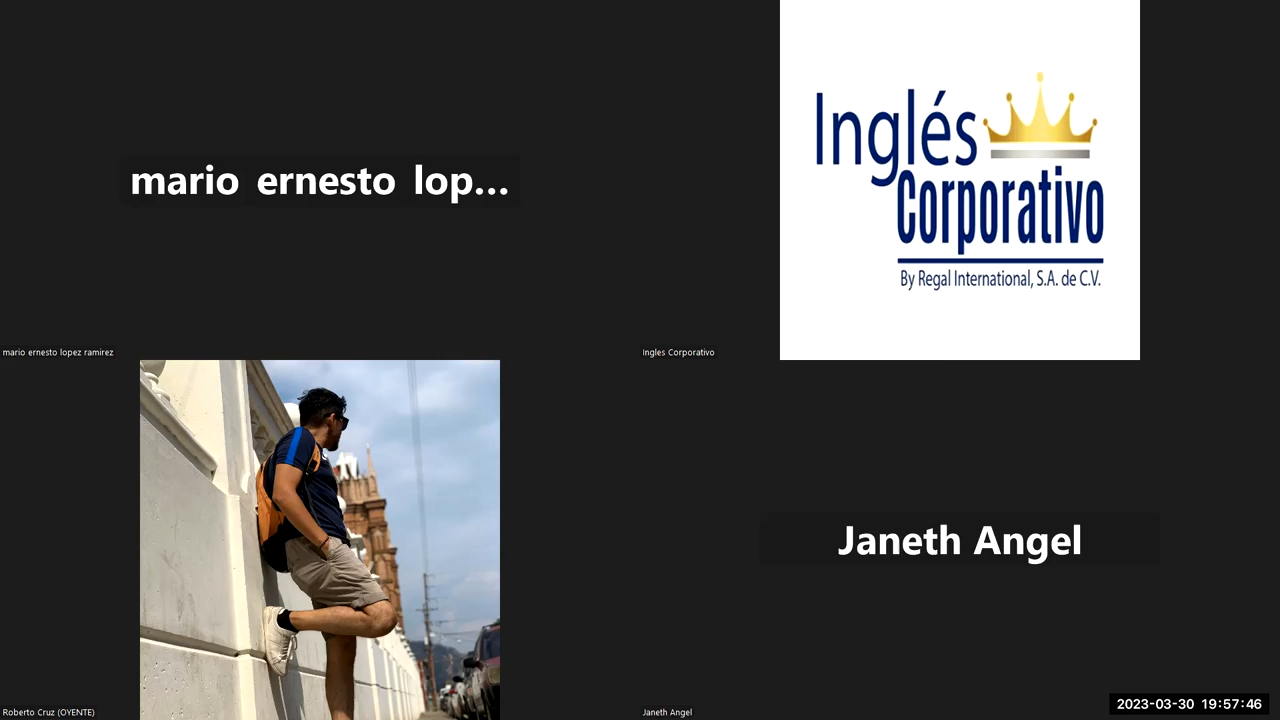 mario ernesto lop...
mario ernesto lopez ramirez
Inglés
Corporativo
By Regal International, S.A. de C.V.
Ingles Corporativo
Roberto Cruz (OYENTE)
Janeth Angel
Janeth Angel
2023-03-30 19:57:46